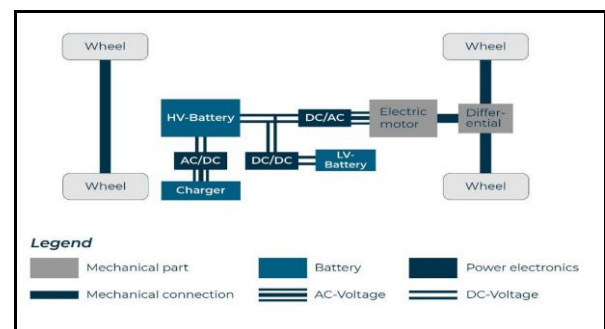 Wheel
Wheel
HV-Battery
DC/AC
Electric
motor
Differ-
ential
AC/DC
DC/DC
LV-
Battery
Charger
Wheel
Wheel
Legend
Mechanical part
Battery
Power electronics
Mechanical connection
AC-Voltage
DC-Voltage